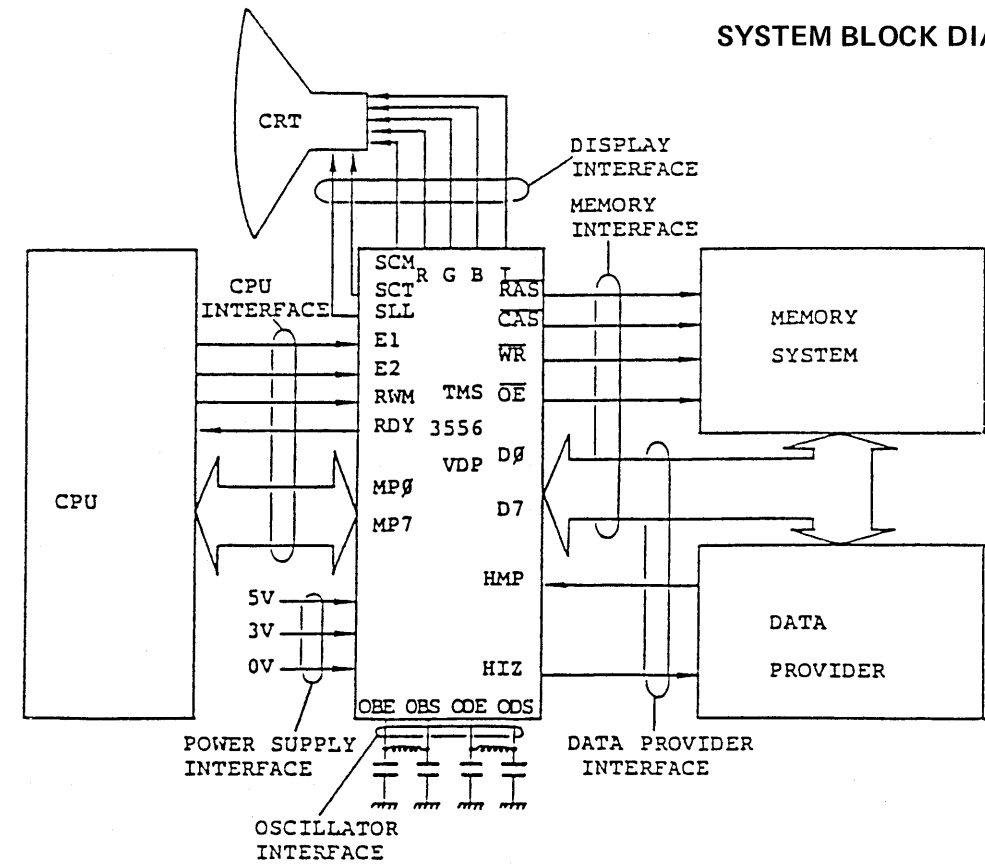 SYSTEM BLOCK DIA
CRT
DISPLAY
INTERFACE
MEMORY
INTERFACE
CPU
INTERFACE
SCM
R G B I
SCT
SLL
E1
E2
RWM
RDY
MPØ
MP7
RAS
CAS
WR
OE
TMS
3556
VDP
DØ
D7
HMP
HIZ
OBE OBS ODE ODS
CPU
MEMORY
SYSTEM
DATA
PROVIDER
5V
3V
0V
POWER SUPPLY
INTERFACE
DATA PROVIDER
INTERFACE
OSCILLATOR
INTERFACE